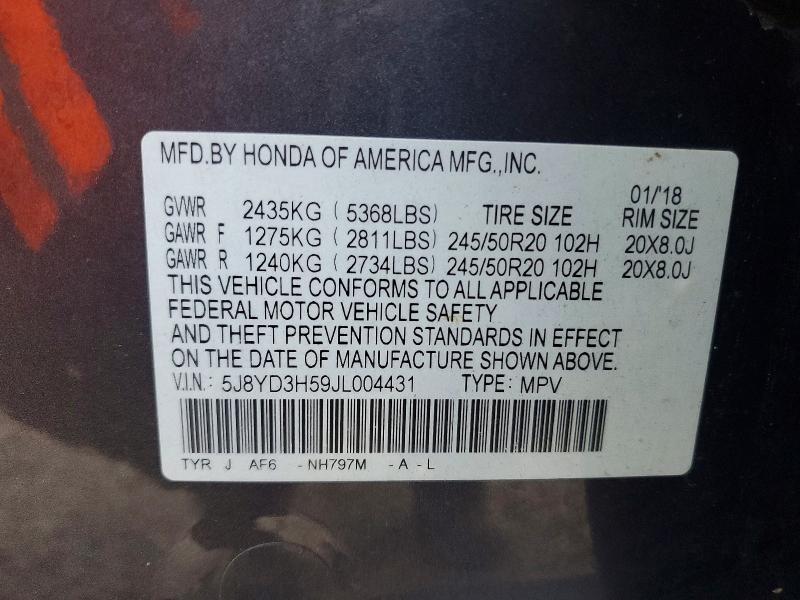 MFD.BY HONDA OF AMERICA MFG.,INC.
01/'18
GVWR 2435KG ( 5368LBS) TIRE SIZE RIM SIZE
GAWR F 1275KG ( 2811LBS) 245/50R20 102H 20X8.0J
GAWR R 1240KG ( 2734LBS) 245/50R20 102H 20X8.0J
THIS VEHICLE CONFORMS TO ALL APPLICABLE
FEDERAL MOTOR VEHICLE SAFETY
AND THEFT PREVENTION STANDARDS IN EFFECT
ON THE DATE OF MANUFACTURE SHOWN ABOVE.
V.I.N.: 5J8YD3H59JL004431 TYPE: MPV
TYR J AF6 - NH797M - A - L